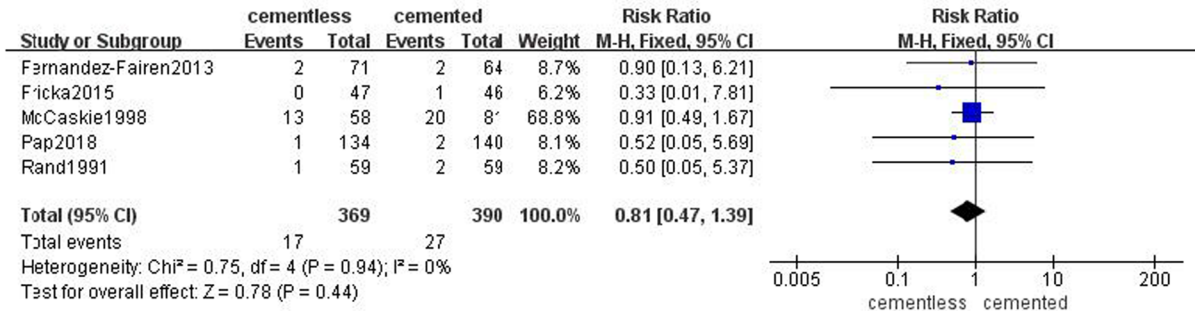 cementless cemented Risk Ratio Risk Ratio
Study or Subgroup Events Total Events Total Weight M-H, Fixed, 95% CI M-H, Fixed, 95% CI
Fernandez-Fairen2013 2 71 2 64 8.7% 0.90 [0.13, 6.21]
Fricka2015 0 47 1 46 6.2% 0.33 [0.01, 7.81]
McCaskie1998 13 58 20 81 68.8% 0.91 [0.49, 1.67]
Pap2018 1 134 2 140 8.1% 0.52 [0.05, 5.69]
Rand1991 1 59 2 59 8.2% 0.50 [0.05, 5.37]
Total (95% CI) 369 390 100.0% 0.81 [0.47, 1.39]
Total events 17 27
Heterogeneity: Chi² = 0.75, df = 4 (P = 0.94); I² = 0%
Test for overall effect: Z = 0.78 (P = 0.44)
0.005 0.1 1 10 200
cementless cemented